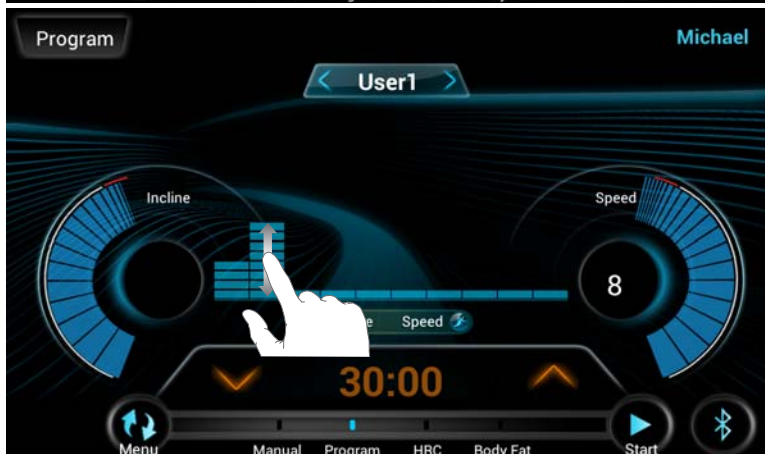 Program
Michael
User1
Incline
Speed
8
Speed
30:00
Menu
Manual
Program
HRC
Body Fat
Start